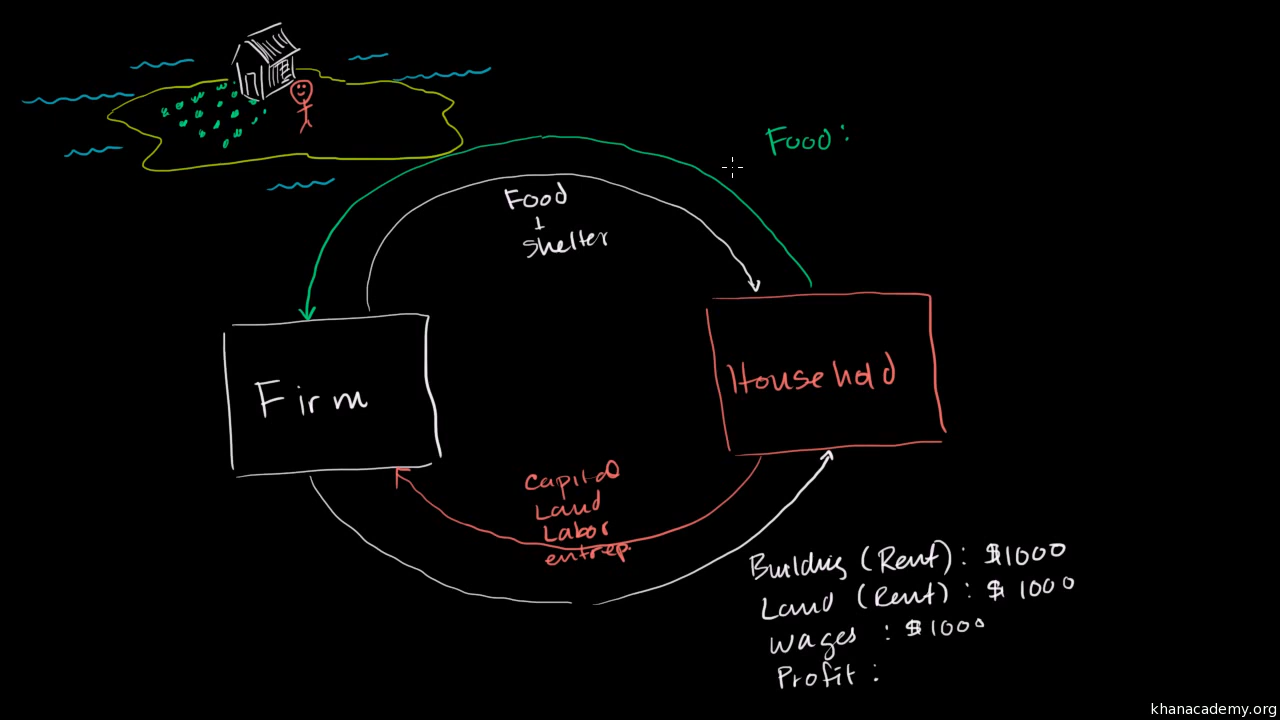 Food:
Food
+
shelter
Firm
Household
Capital
Land
Labor
entrep.
Building (Rent): $1000
Land (Rent): $1000
Wages: $1000
Profit:
khanacademy.org